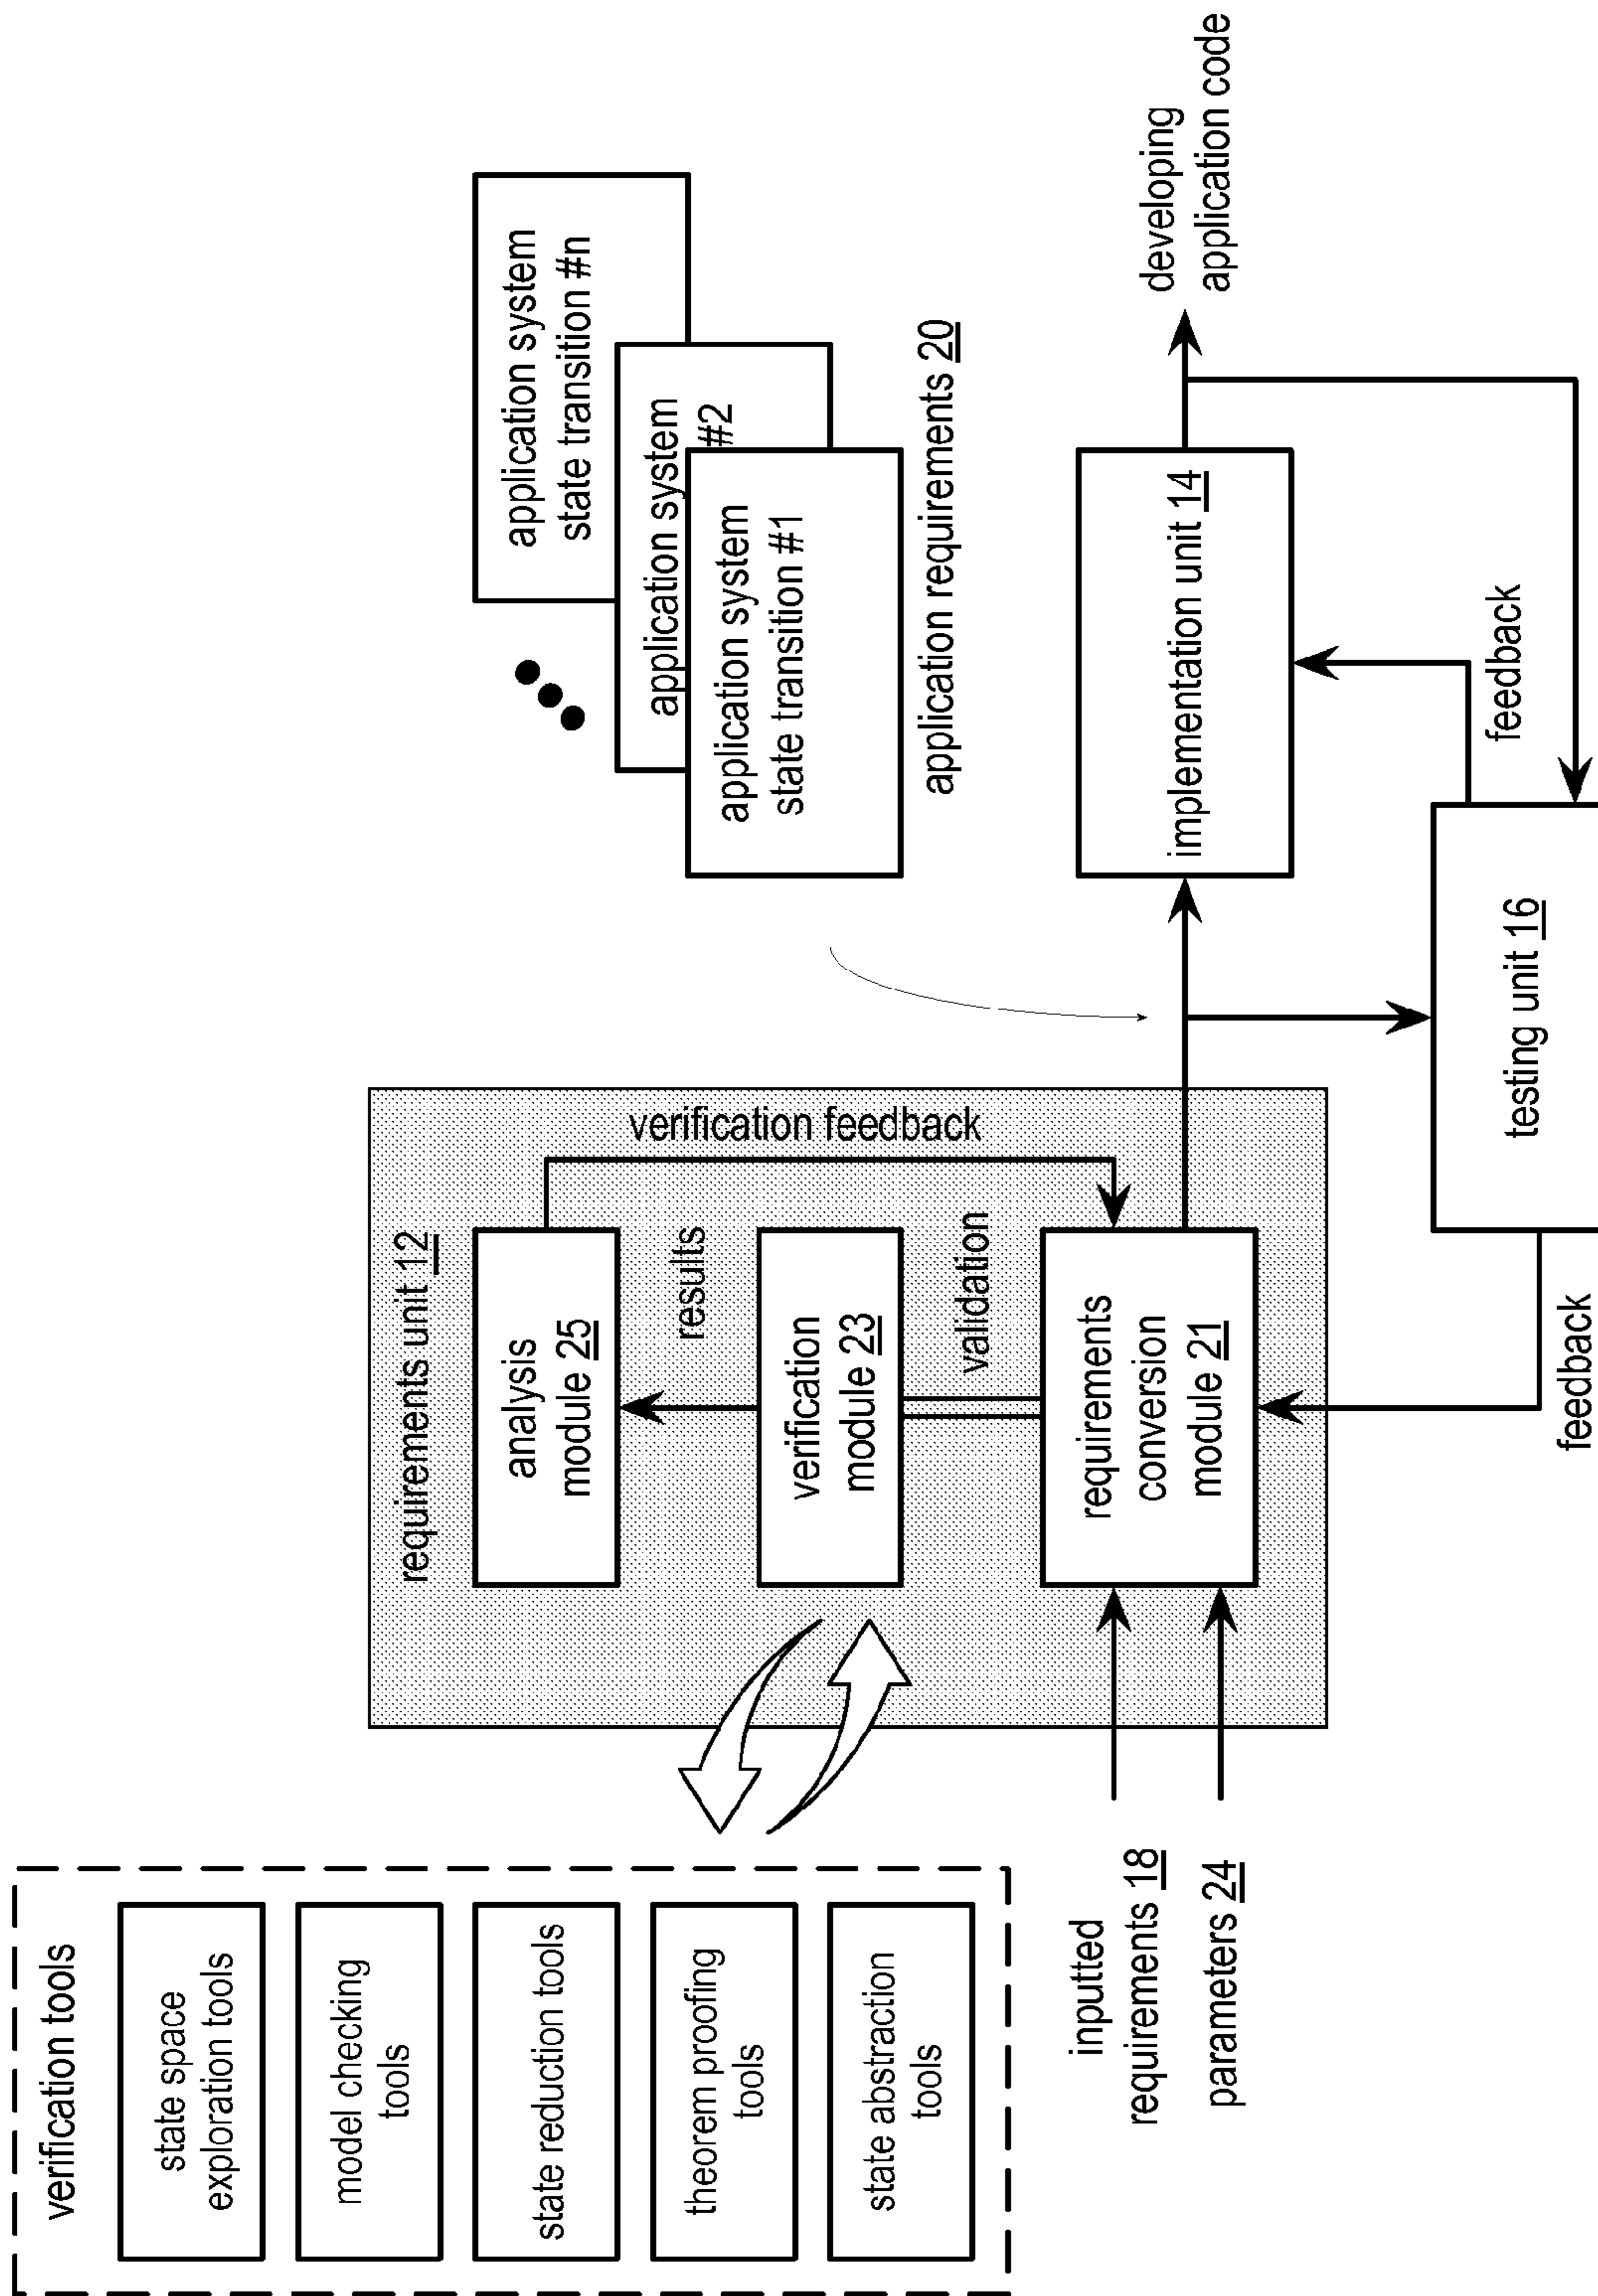 verification tools
state space
exploration tools
model checking
tools
state reduction tools
theorem proofing
tools
state abstraction
tools
inputted
requirements 18
parameters 24
requirements unit 12
analysis
module 25
results
verification
module 23
validation
requirements
conversion
module 21
verification feedback
application system
state transition #n
application system
#2
application system
state transition #1
application requirements 20
implementation unit 14
developing
application code
testing unit 16
feedback
feedback